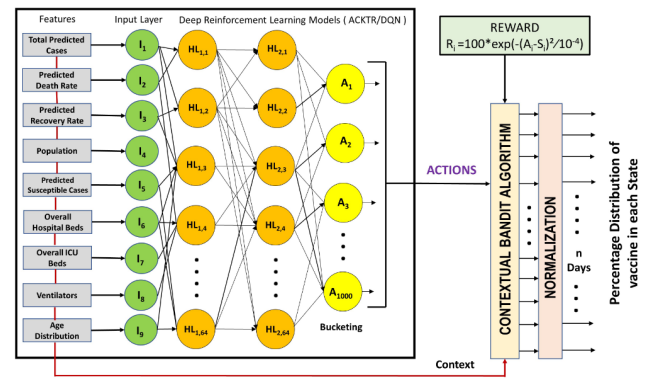 Features
Input Layer
Deep Reinforcement Learning Models ( ACKTR/DQN)
Total Predicted
Cases
Predicted
Death Rate
Predicted
Recovery Rate
Population
Predicted
Susceptible Cases
Overall
Hospital Beds
Overall ICU
Beds
Ventilators
Age
Distribution
I1
I2
I3
I4
I5
I6
I7
I8
I9
HL1,1
HL1,2
HL1,3
HL1,4
HL1,64
HL2,1
HL2,2
HL2,3
HL2,4
HL2,64
A1
A2
A3
A1000
Bucketing
ACTIONS
REWARD
Ri =100*exp(-(Ai-Si)²/10⁻⁴)
CONTEXTUAL BANDIT ALGORITHM
NORMALIZATION
n
Days
Percentage Distribution of
vaccine in each State
Context